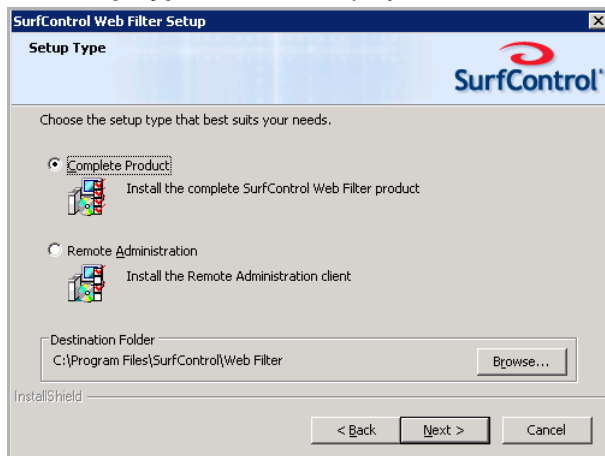 SurfControl Web Filter Setup
Setup Type
SurfControl
Choose the setup type that best suits your needs.
Complete Product
Install the complete SurfControl Web Filter product
Remote Administration
Install the Remote Administration client
Destination Folder
C:\Program Files\SurfControl\Web Filter
Browse...
InstallShield
< Back Next > Cancel